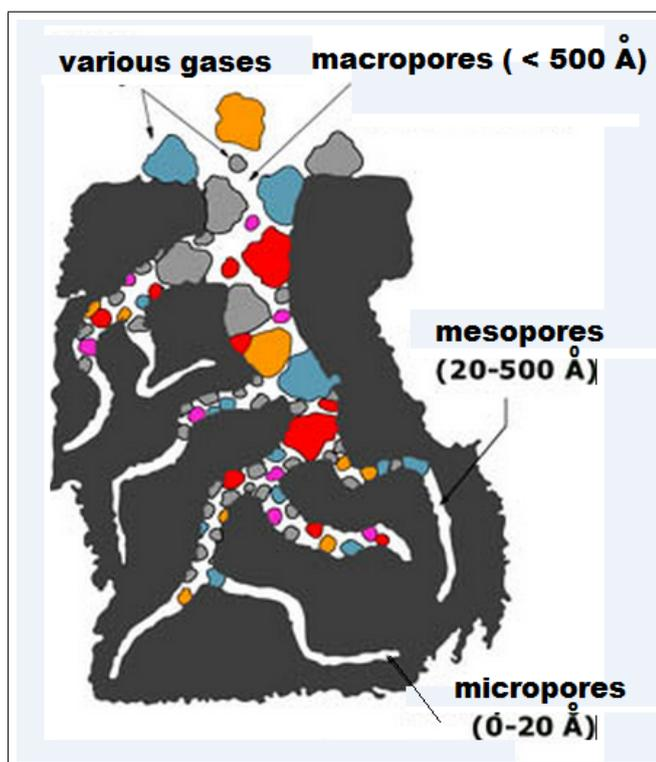 various gases
macropores ( < 500 Å)
mesopores
(20-500 Å)
micropores
(0-20 Å)